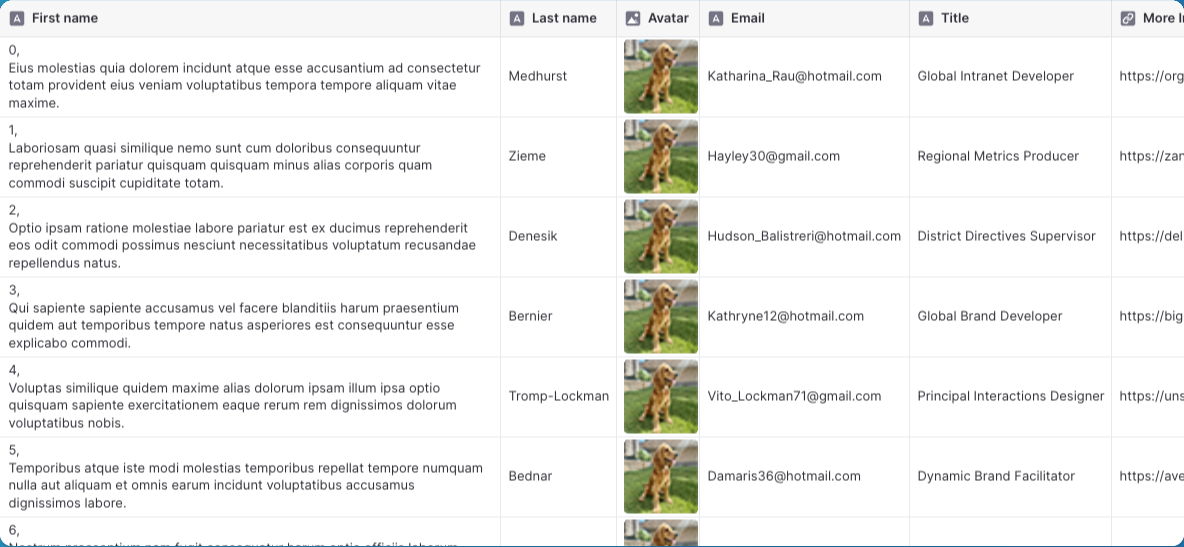 First name Last name Avatar Email Title More I
0,
Eius molestias quia dolorem incidunt atque esse accusantium ad consectetur
totam provident eius veniam voluptatibus tempora tempore aliquam vitae
maxime.
Medhurst Katharina_Rau@hotmail.com Global Intranet Developer https://org
1,
Laboriosam quasi similique nemo sunt cum doloribus consequuntur
reprehenderit pariatur quisquam quisquam minus alias corporis quam
commodi suscipit cupiditate totam.
Zieme Hayley30@gmail.com Regional Metrics Producer https://zan
2,
Optio ipsam ratione molestiae labore pariatur est ex ducimus reprehenderit
eos odit commodi possimus nesciunt necessitatibus voluptatum recusandae
repellendus natus.
Denesik Hudson_Balistreri@hotmail.com District Directives Supervisor https://del
3,
Qui sapiente sapiente accusamus vel facere blanditiis harum praesentium
quidem aut temporibus tempore natus asperiores est consequuntur esse
explicabo commodi.
Bernier Kathryne12@hotmail.com Global Brand Developer https://big
4,
Voluptas similique quidem maxime alias dolorum ipsam illum ipsa optio
quisquam sapiente exercitationem eaque rerum rem dignissimos dolorum
voluptatibus nobis.
Tromp-Lockman Vito_Lockman71@gmail.com Principal Interactions Designer https://uns
5,
Temporibus atque iste modi molestias temporibus repellat tempore numquam
nulla aut aliquam et omnis earum incidunt voluptatibus accusamus
dignissimos labore.
Bednar Damaris36@hotmail.com Dynamic Brand Facilitator https://ave
6,